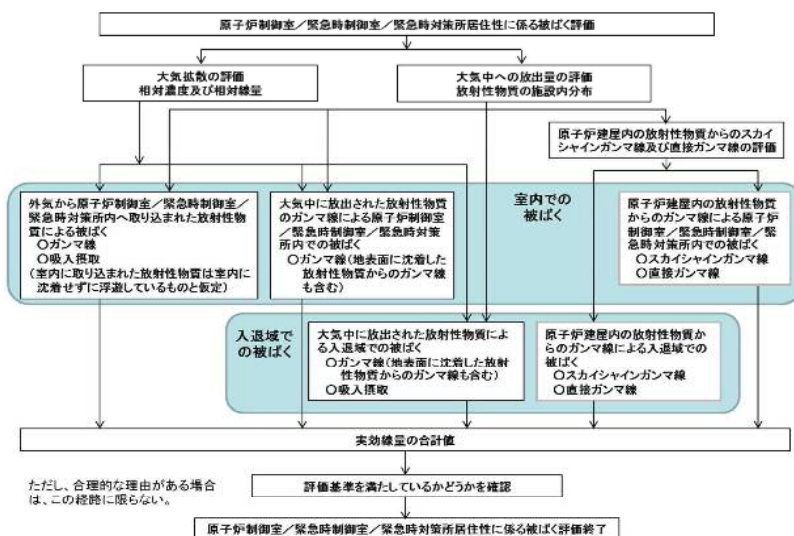 原子炉制御室／緊急時制御室／緊急時対策所居住性に係る被ばく評価
大気拡散の評価
相対濃度及び相対線量
大気中への放出量の評価
放射性物質の施設内分布
原子炉建屋内の放射性物質からのスカイ
シャインガンマ線及び直接ガンマ線の評価
室内での
被ばく
外気から原子炉制御室／緊急時制御室／
緊急時対策所内へ取り込まれた放射性物
質による被ばく
○ガンマ線
○吸入摂取
(室内に取り込まれた放射性物質は室内に
沈着せずに浮遊しているものと仮定)
大気中に放出された放射性物質
のガンマ線による原子炉制御室
／緊急時制御室／緊急時対策
所内での被ばく
○ガンマ線(地表面に沈着した
放射性物質からのガンマ線
も含む)
原子炉建屋内の放射性物質
からのガンマ線による原子炉
制御室／緊急時制御室／緊
急時対策所内での被ばく
○スカイシャインガンマ線
○直接ガンマ線
入退域で
の被ばく
大気中に放出された放射性物質によ
る入退域での被ばく
○ガンマ線(地表面に沈着した放射
性物質からのガンマ線も含む)
○吸入摂取
原子炉建屋内の放射性物質から
のガンマ線による入退域での
被ばく
○スカイシャインガンマ線
○直接ガンマ線
実効線量の合計値
ただし、合理的な理由がある場合
は、この経路に限らない。
評価基準を満たしているかどうかを確認
原子炉制御室／緊急時制御室／緊急時対策所居住性に係る被ばく評価終了